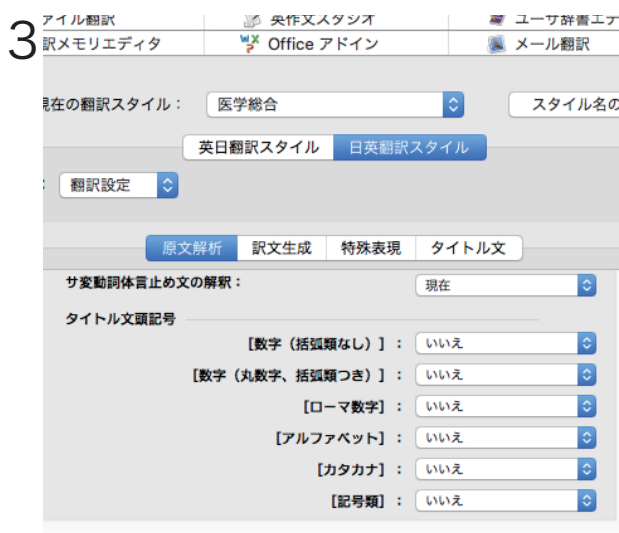 3
ァイル翻訳 英作文スタジオ ユーザ辞書エデ
訳メモリエディタ Office アドイン メール翻訳
現在の翻訳スタイル： 医学総合 スタイル名の
英日翻訳スタイル 日英翻訳スタイル
： 翻訳設定
原文解析 訳文生成 特殊表現 タイトル文
サ変動詞体言止め文の解釈： 現在
タイトル文頭記号
［数字（括弧類なし）］： いいえ
［数字（丸数字、括弧類つき）］： いいえ
［ローマ数字］： いいえ
［アルファベット］： いいえ
［カタカナ］： いいえ
［記号類］： いいえ